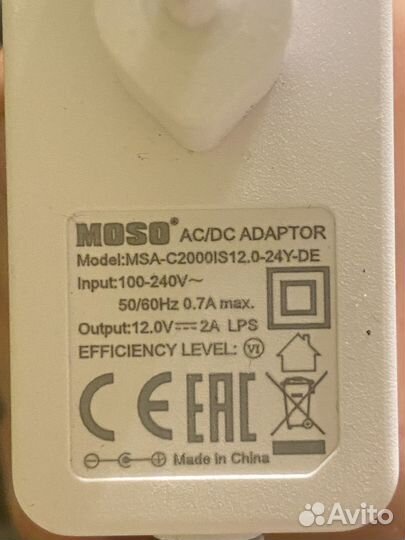 MOSO® AC/DC ADAPTOR
Model:MSA-C2000IS12.0-24Y-DE
Input:100-240V~
50/60Hz 0.7A max.
Output:12.0V⎓2A LPS
EFFICIENCY LEVEL: VI
CE EAC
Made in China
Avito